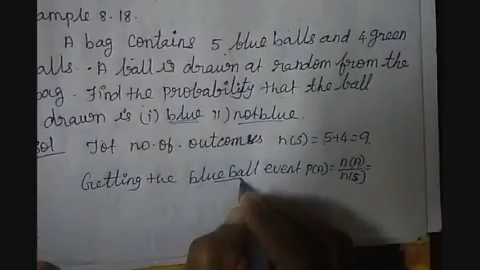 ample 8.18.
A bag contains 5 blue balls and 4 green
alls. A ball is drawn at random from the
bag. Find the probability that the ball
drawn is (i) blue ii) not blue.
Sol Tot no. of. outcomes n(S) = 5+4 = 9.
Getting the blue ball event P(A) = n(A)/n(S) =